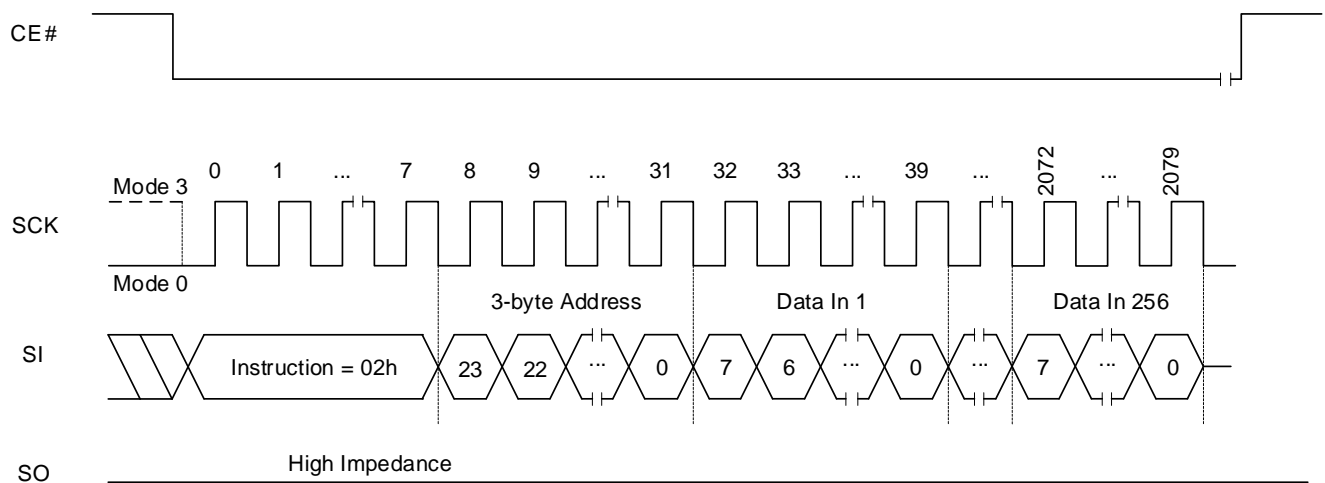 CE#
0 1 ... 7 8 9 ... 31 32 33 ... 39 ... 2072 ... 2079
Mode 3
SCK
Mode 0
3-byte Address Data In 1 Data In 256
SI Instruction = 02h 23 22 ... 0 7 6 ... 0 ... 7 ... 0
High Impedance
SO